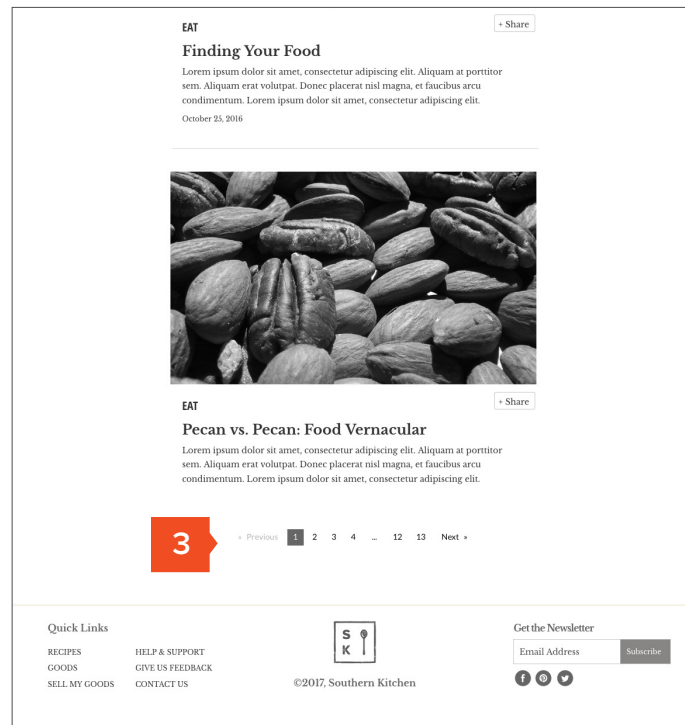 EAT
+ Share
Finding Your Food
Lorem ipsum dolor sit amet, consectetur adipiscing elit. Aliquam at porttitor
sem. Aliquam erat volutpat. Donec placerat nisl magna, et faucibus arcu
condimentum. Lorem ipsum dolor sit amet, consectetur adipiscing elit.
October 25, 2016
EAT
+ Share
Pecan vs. Pecan: Food Vernacular
Lorem ipsum dolor sit amet, consectetur adipiscing elit. Aliquam at porttitor
sem. Aliquam erat volutpat. Donec placerat nisl magna, et faucibus arcu
condimentum. Lorem ipsum dolor sit amet, consectetur adipiscing elit.
3
« Previous 1 2 3 4 ... 12 13 Next »
Quick Links
RECIPES
GOODS
SELL MY GOODS
HELP & SUPPORT
GIVE US FEEDBACK
CONTACT US
S
K
©2017, Southern Kitchen
Get the Newsletter
Email Address Subscribe